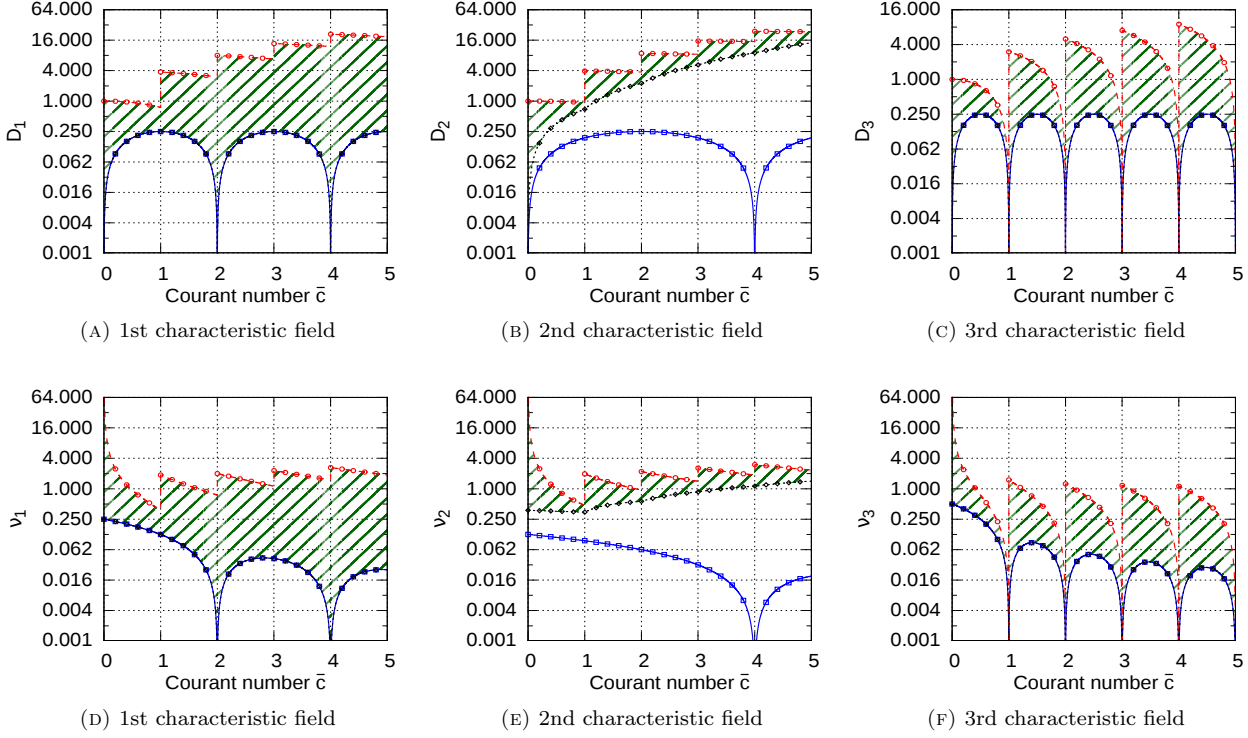 D1
64.000
16.000
4.000
1.000
0.250
0.062
0.016
0.004
0.001
0 1 2 3 4 5
Courant number c̄
(A) 1st characteristic field
D2
64.000
16.000
4.000
1.000
0.250
0.062
0.016
0.004
0.001
0 1 2 3 4 5
Courant number c̄
(B) 2nd characteristic field
D3
16.000
4.000
1.000
0.250
0.062
0.016
0.004
0.001
0 1 2 3 4 5
Courant number c̄
(C) 3rd characteristic field
ν1
64.000
16.000
4.000
1.000
0.250
0.062
0.016
0.004
0.001
0 1 2 3 4 5
Courant number c̄
(D) 1st characteristic field
ν2
64.000
16.000
4.000
1.000
0.250
0.062
0.016
0.004
0.001
0 1 2 3 4 5
Courant number c̄
(E) 2nd characteristic field
ν3
64.000
16.000
4.000
1.000
0.250
0.062
0.016
0.004
0.001
0 1 2 3 4 5
Courant number c̄
(F) 3rd characteristic field